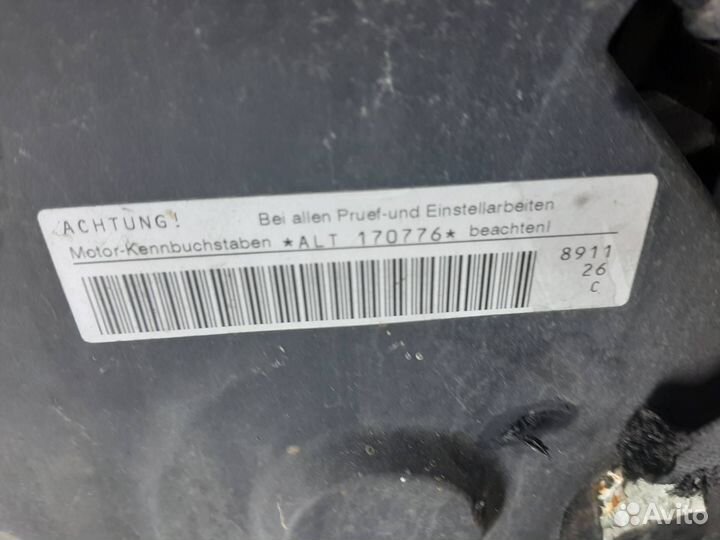 ACHTUNG! Bei allen Pruef-und Einstellarbeiten
Motor-Kennbuchstaben *ALT 170776* beachten!
8911
26
C
Avito